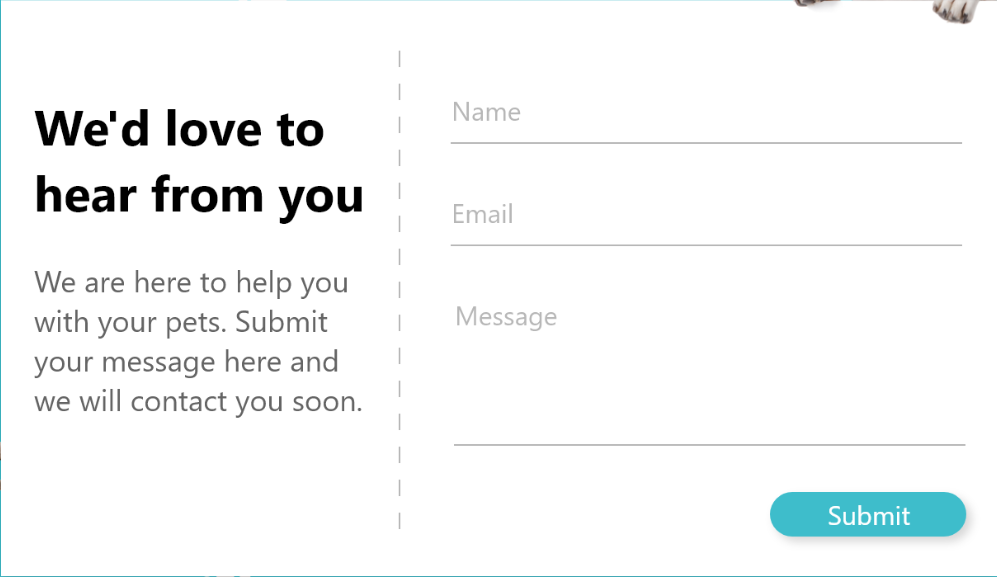 We'd love to
hear from you
We are here to help you
with your pets. Submit
your message here and
we will contact you soon.
Name
Email
Message
Submit